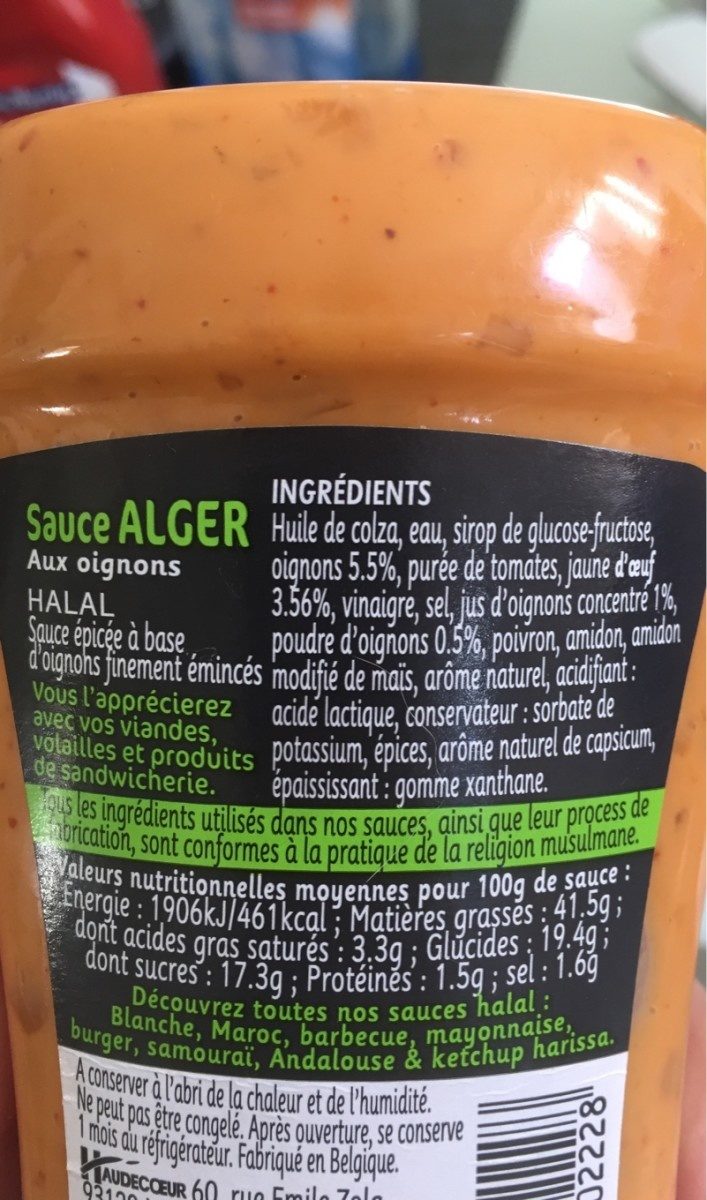 Sauce ALGER
Aux oignons
HALAL
Sauce épicée à base
d'oignons finement émincés
Vous l'apprécierez
avec vos viandes,
volailles et produits
de sandwicherie.
INGRÉDIENTS
Huile de colza, eau, sirop de glucose-fructose,
oignons 5.5%, purée de tomates, jaune d'œuf
3.56%, vinaigre, sel, jus d'oignons concentré 1%,
poudre d'oignons 0.5%, poivron, amidon, amidon
modifié de maïs, arôme naturel, acidifiant :
acide lactique, conservateur : sorbate de
potassium, épices, arôme naturel de capsicum,
épaississant : gomme xanthane.
Tous les ingrédients utilisés dans nos sauces, ainsi que leur process de
fabrication, sont conformes à la pratique de la religion musulmane.
Valeurs nutritionnelles moyennes pour 100g de sauce :
Energie : 1906kJ/461kcal ; Matières grasses : 41.5g ;
dont acides gras saturés : 3.3g ; Glucides : 19.4g ;
dont sucres : 17.3g ; Protéines : 1.5g ; sel : 1.6g
Découvrez toutes nos sauces halal :
Blanche, Maroc, barbecue, mayonnaise,
burger, samouraï, Andalouse & ketchup harissa.
A conserver à l'abri de la chaleur et de l'humidité.
Ne peut pas être congelé. Après ouverture, se conserve
1 mois au réfrigérateur. Fabriqué en Belgique.
HAUDECŒUR 60, rue Emile Zola
02228